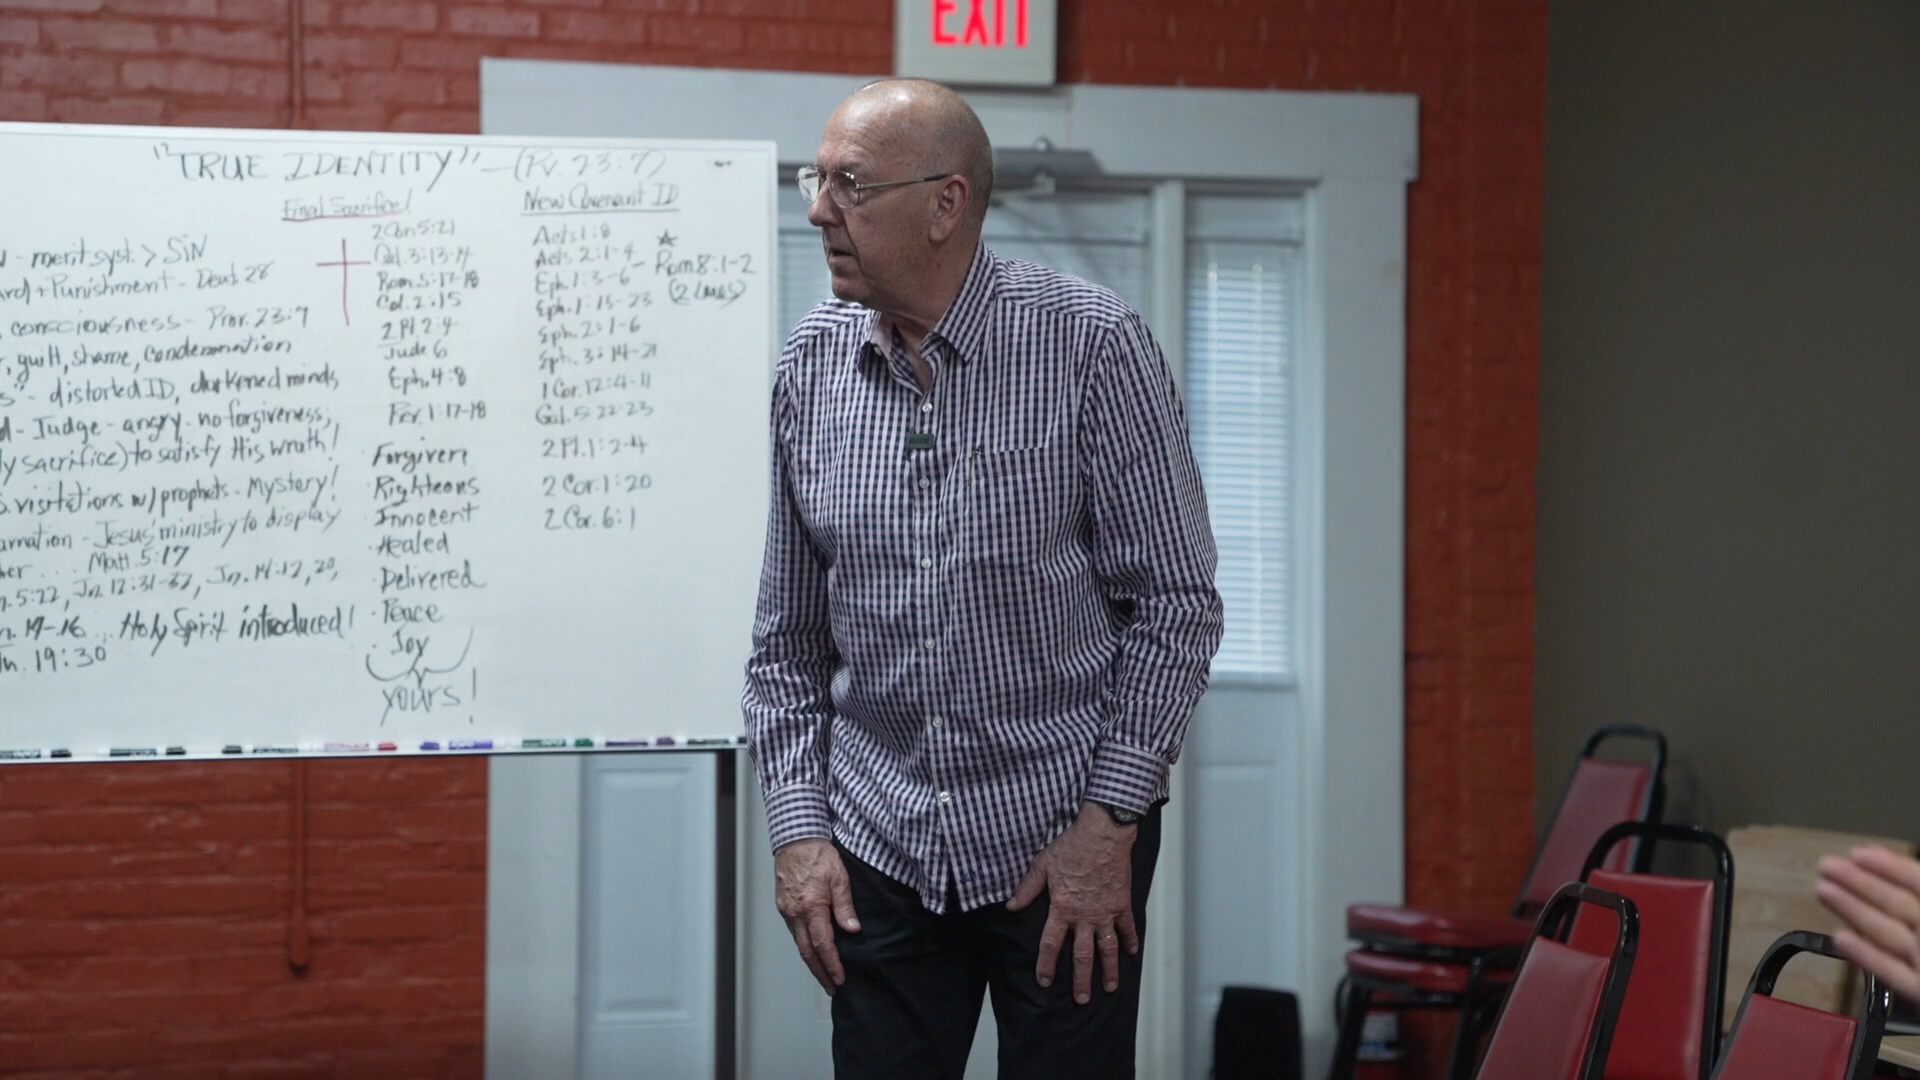 EXIT
"TRUE IDENTITY" - (Pv. 23:7)
Final Sacrifice!
New Covenant ID
- merit syst. > SIN
+ Punishment - Deut. 28
consciousness - Prov. 23:7
guilt, shame, condemnation
distorted ID, darkened minds
- Judge - angry - no forgiveness;
sacrifice) to satisfy His wrath!
visitations w/ prophets - Mystery!
- Jesus' ministry to display
Matt. 5:17
5:22, Jn. 12:31-32, Jn. 14:12, 20,
14-16 .. Holy Spirit introduced!
Jn. 19:30
2 Cor. 5:21
Gal. 3:13-14
Rom. 5:17-18
Col. 2:15
2 Pt. 2:4
Jude 6
Eph. 4:8
Rev. 1:17-18
Forgiven
· Righteous
· Innocent
· Healed
· Delivered
· Peace
· Joy
yours!
Acts 1:8
Acts 2:1-4
Eph. 1:3-6 - Rom 8:1-2
(2 Laws)
Eph. 1:15-23
Eph. 2:1-6
Eph. 3:14-21
1 Cor. 12:4-11
Gal. 5:22-23
2 Pt. 1:2-4
2 Cor. 1:20
2 Cor. 6:1